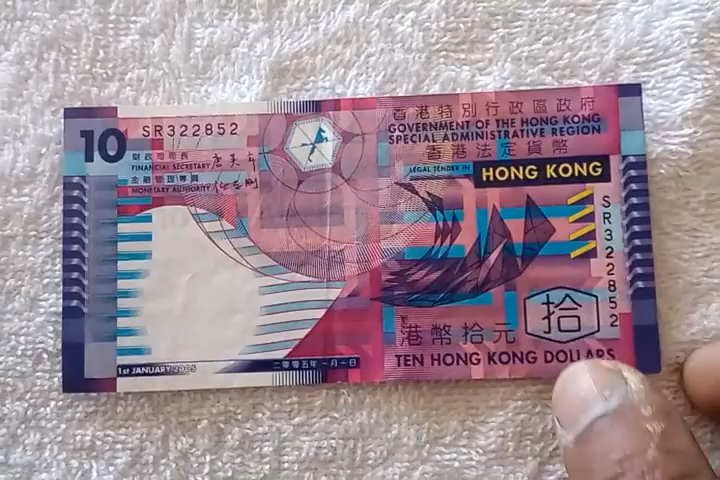 香港特別行政區政府
GOVERNMENT OF THE HONG KONG
SPECIAL ADMINISTRATIVE REGION
香港法定貨幣
LEGAL TENDER IN HONG KONG
10
SR322852
財政司司長
FINANCIAL SECRETARY
金融管理專員
MONETARY AUTHORITY
SR322852
拾
港幣拾元
TEN HONG KONG DOLLARS
1st JANUARY 2005
二零零五年一月一日